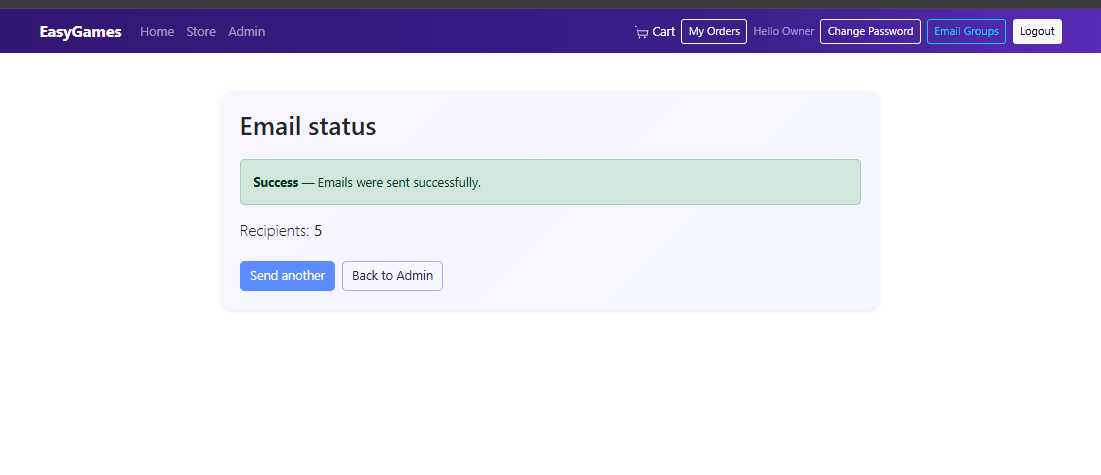 EasyGames Home Store Admin Cart My Orders Hello Owner Change Password Email Groups Logout
Email status
Success — Emails were sent successfully.
Recipients: 5
Send another Back to Admin